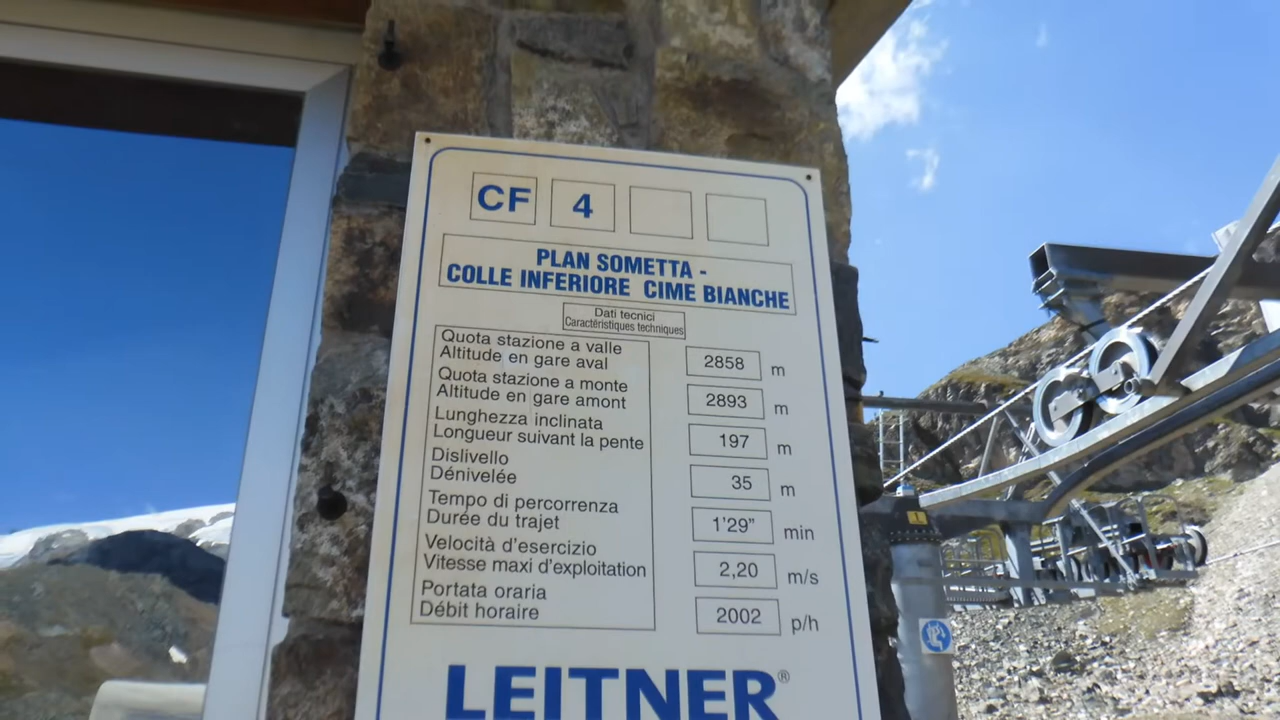 CF 4
PLAN SOMETTA -
COLLE INFERIORE CIME BIANCHE
Dati tecnici
Caractéristiques techniques
Quota stazione a valle
Altitude en gare aval
2858 m
Quota stazione a monte
Altitude en gare amont
2893 m
Lunghezza inclinata
Longueur suivant la pente
197 m
Dislivello
Dénivelée
35 m
Tempo di percorrenza
Durée du trajet
1'29" min
Velocità d'esercizio
Vitesse maxi d'exploitation
2,20 m/s
Portata oraria
Débit horaire
2002 p/h
LEITNER®
1